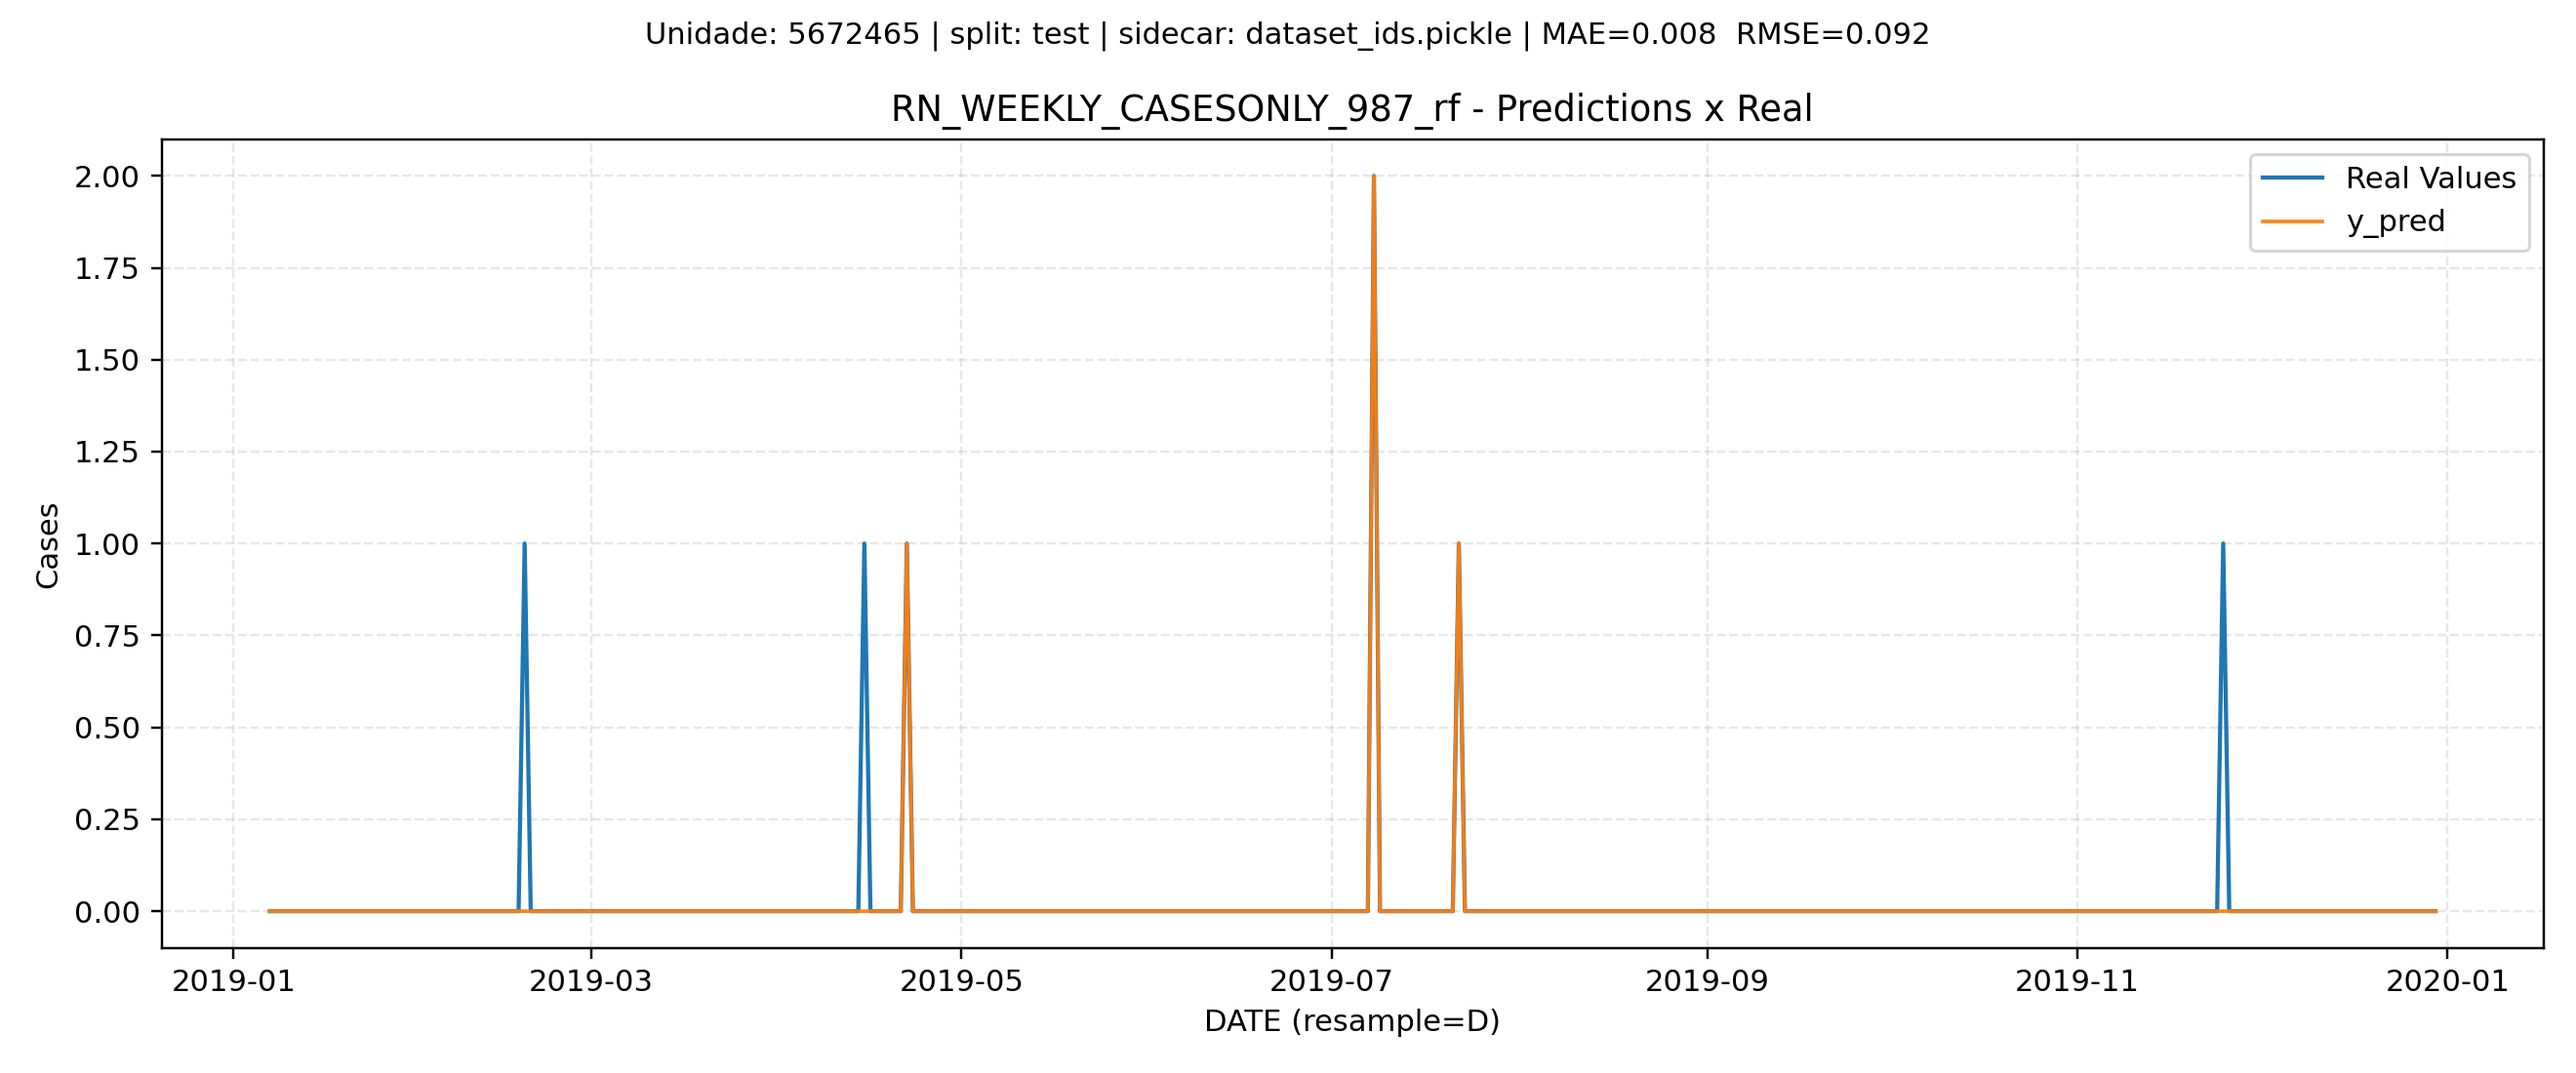 Unidade: 5672465 | split: test | sidecar: dataset_ids.pickle | MAE=0.008  RMSE=0.092
RN_WEEKLY_CASESONLY_987_rf - Predictions x Real
Real Values
y_pred
2.00
1.75
1.50
1.25
1.00
0.75
0.50
0.25
0.00
Cases
2019-01
2019-03
2019-05
2019-07
2019-09
2019-11
2020-01
DATE (resample=D)